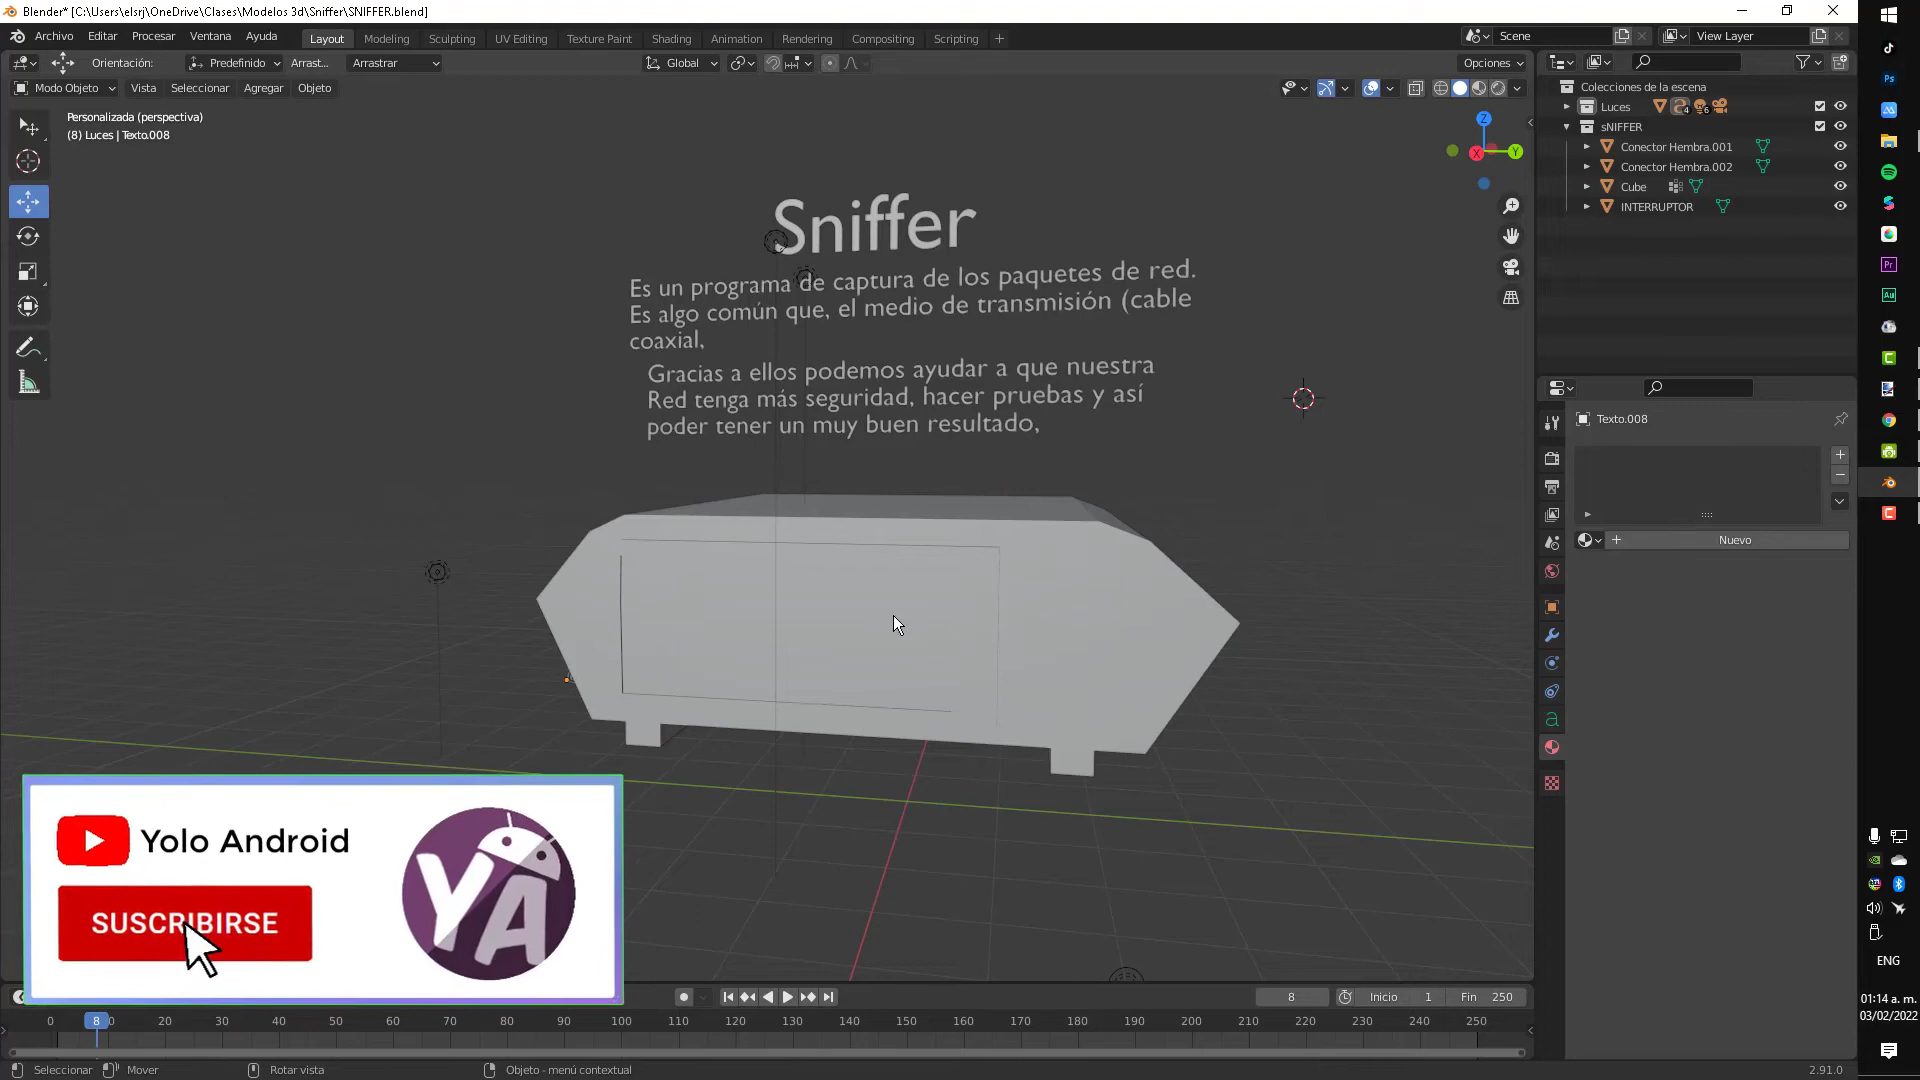 Blender* [C:\Users\elsrj\OneDrive\Clases\Modelos 3d\Sniffer\SNIFFER.blend]
Archivo Editar Procesar Ventana Ayuda Layout Modeling Sculpting UV Editing Texture Paint Shading Animation Rendering Compositing Scripting + Scene View Layer
Orientación: Predefinido Arrast... Arrastrar Global Opciones
Modo Objeto Vista Seleccionar Agregar Objeto
Personalizada (perspectiva)
(8) Luces | Texto.008
Z
X Y
Colecciones de la escena
Luces 4 6
sNIFFER
Conector Hembra.001
Conector Hembra.002
Cube
INTERRUPTOR
Texto.008
Nuevo
Sniffer
Es un programa de captura de los paquetes de red.
Es algo común que, el medio de transmisión (cable
coaxial,
Gracias a ellos podemos ayudar a que nuestra
Red tenga más seguridad, hacer pruebas y así
poder tener un muy buen resultado,
Yolo Android
SUSCRIBIRSE
YA
8 Inicio 1 Fin 250
0 8 0 20 30 40 50 60 70 80 90 100 110 120 130 140 150 160 170 180 190 200 210 220 230 240 250
Seleccionar Mover Rotar vista Objeto - menú contextual 2.91.0
Ps
Pr
Au
ENG
01:14 a. m.
03/02/2022